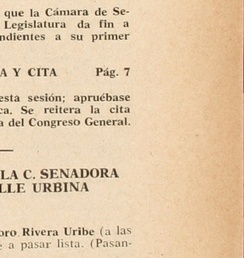 que la Cámara de Se-
Legislatura da fin a
ndientes a su primer
A Y CITA Pág. 7
esta sesión; apruébase
ca. Se reitera la cita
a del Congreso General.
LA C. SENADORA
LLE URBINA
oro Rivera Uribe (a las
e a pasar lista. (Pasan-